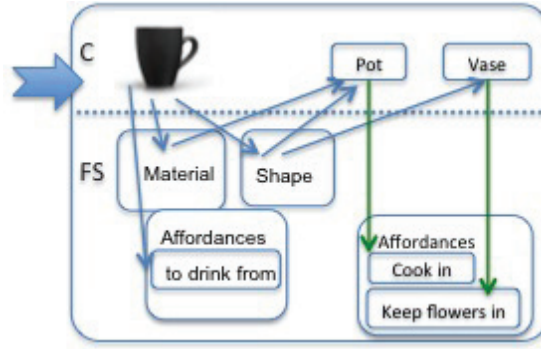 C
Pot
Vase
FS
Material
Shape
Affordances
to drink from
Affordances
Cook in
Keep flowers in